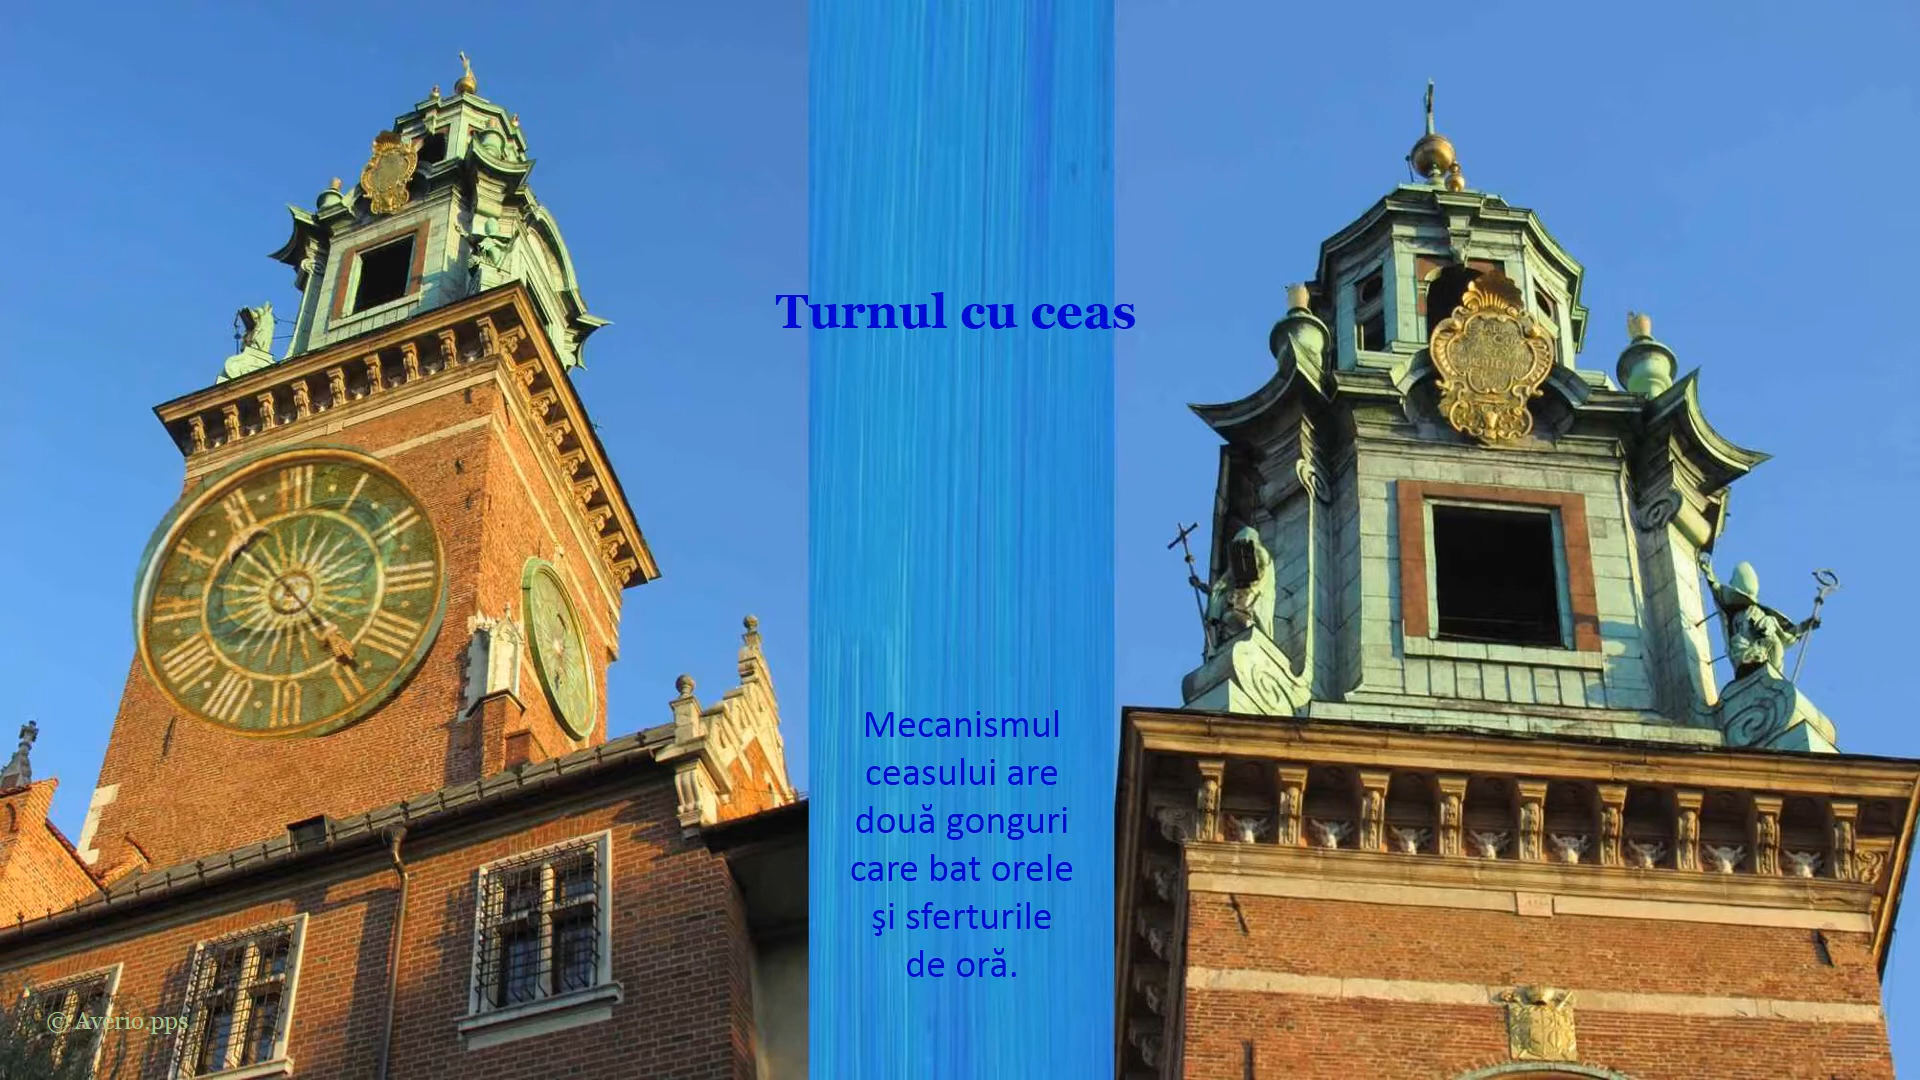 Turnul cu ceas
Mecanismul
ceasului are
două gonguri
care bat orele
şi sferturile
de oră.
© Averio.pps